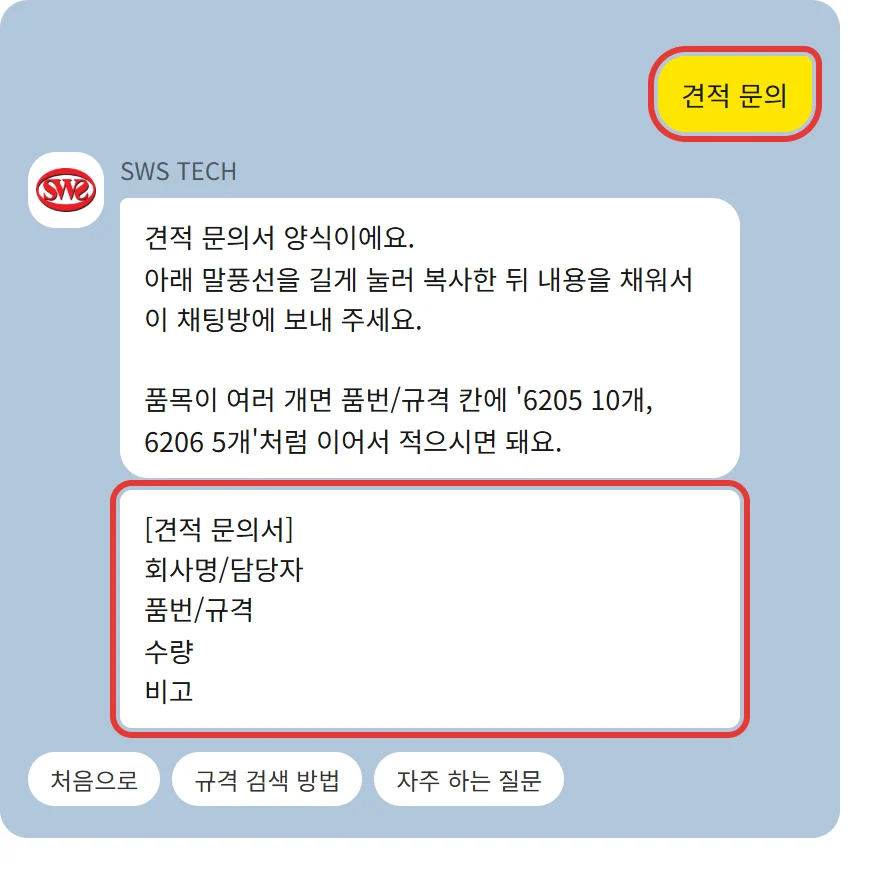 견적 문의
SWS
SWS TECH
견적 문의서 양식이에요.
아래 말풍선을 길게 눌러 복사한 뒤 내용을 채워서
이 채팅방에 보내 주세요.
품목이 여러 개면 품번/규격 칸에 '6205 10개,
6206 5개'처럼 이어서 적으시면 돼요.
[견적 문의서]
회사명/담당자
품번/규격
수량
비고
처음으로
규격 검색 방법
자주 하는 질문